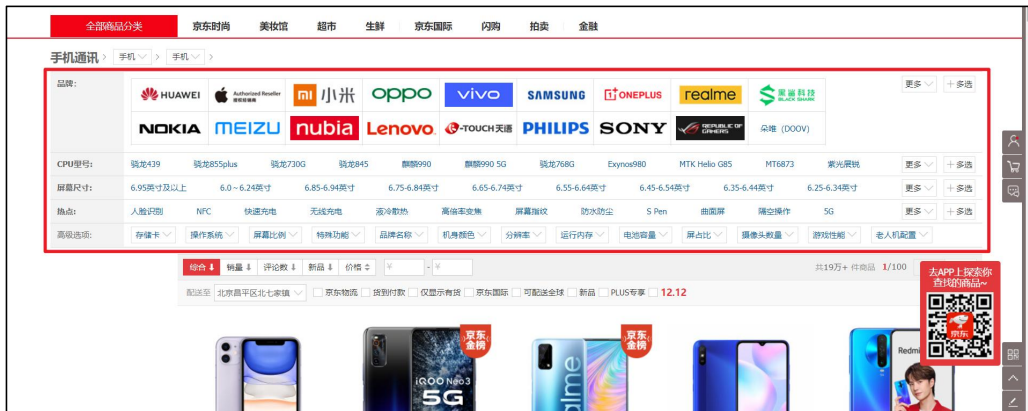 全部商品分类 京东时尚 美妆馆 超市 生鲜 京东国际 闪购 拍卖 金融
手机通讯 > 手机 > 手机 >
品牌: HUAWEI Authorized Reseller 授权经销商 小米 OPPO vivo SAMSUNG ONEPLUS realme 黑鲨科技 BLACK SHARK 更多 +多选
NOKIA MEIZU nubia Lenovo K-TOUCH天语 PHILIPS SONY REPUBLIC OF GAMERS 朵唯(DOOV)
CPU型号: 骁龙439 骁龙855plus 骁龙730G 骁龙845 麒麟990 麒麟990 5G 骁龙768G Exynos980 MTK Helio G85 MT6873 紫光展锐 更多 +多选
屏幕尺寸: 6.95英寸及以上 6.0~6.24英寸 6.85-6.94英寸 6.75-6.84英寸 6.65-6.74英寸 6.55-6.64英寸 6.45-6.54英寸 6.35-6.44英寸 6.25-6.34英寸 更多 +多选
热点: 人脸识别 NFC 快速充电 无线充电 液冷散热 高倍率变焦 屏幕指纹 防水防尘 S Pen 曲面屏 隔空操作 5G 更多 +多选
高级选项: 存储卡 操作系统 屏幕比例 特殊功能 品牌名称 机身颜色 分辨率 运行内存 电池容量 屏占比 摄像头数量 游戏性能 老人机配置
综合 销量 评论数 新品 价格 ¥ - ¥ 共19万+ 件商品 1/100
去APP上探索你
查找的商品~
配送至 北京昌平区北七家镇 京东物流 货到付款 仅显示有货 京东国际 可配送全球 新品 PLUS专享 12.12
京东
京东金榜
京东金榜
iQOO Neo3
5G
realme
Redmi